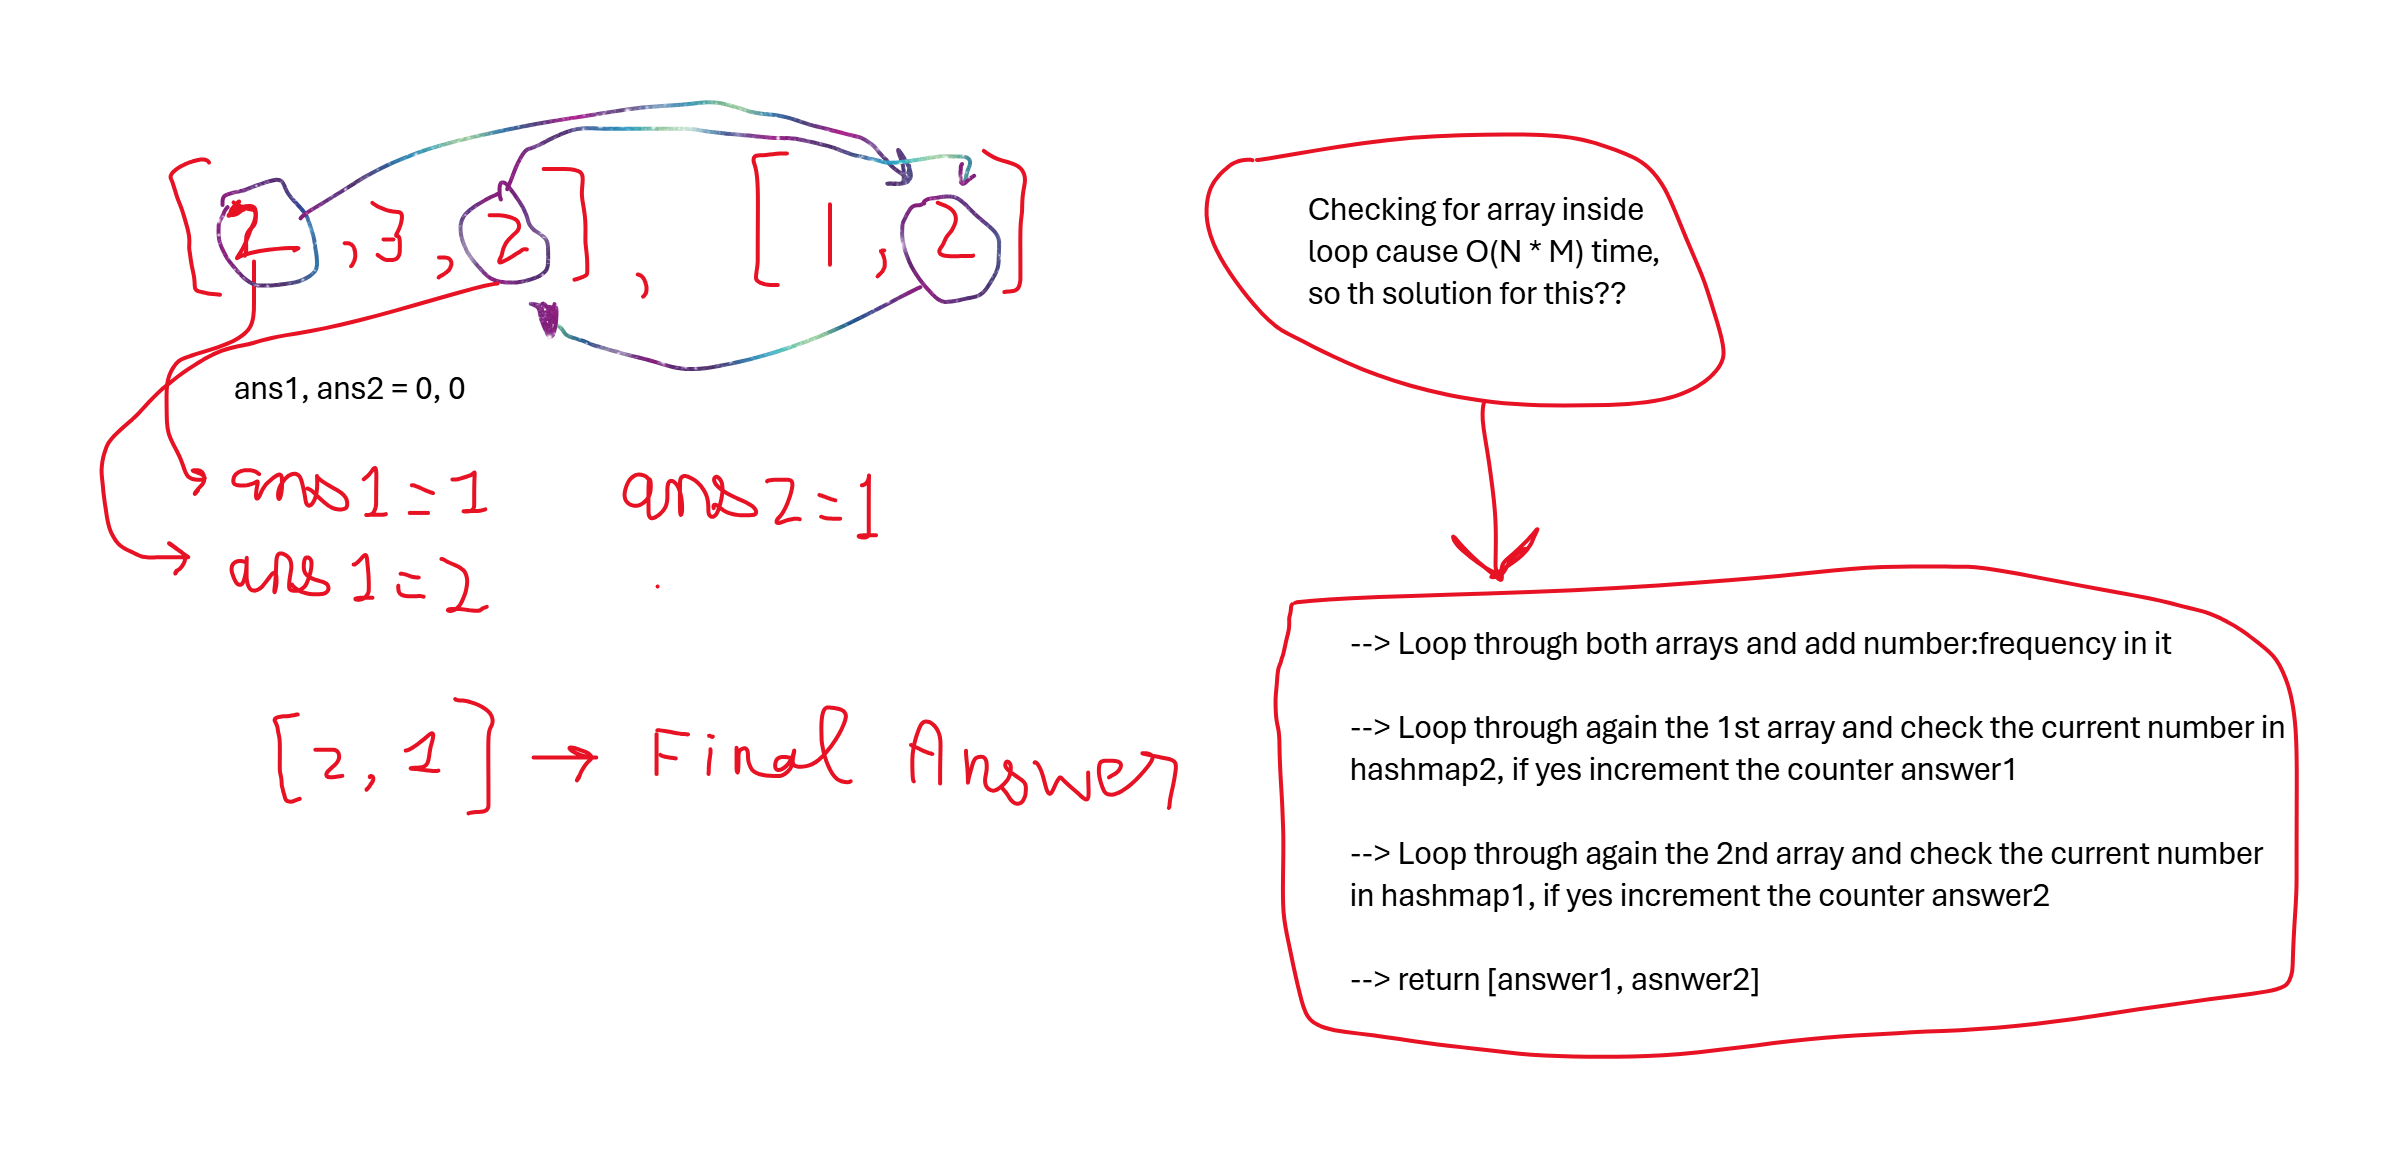 [2, 3, 2], [1, 2]
ans1, ans2 = 0, 0
ans1=1 ans2=1
ans1=2
[2, 1] → Final Answer
Checking for array inside
loop cause O(N * M) time,
so th solution for this??
--> Loop through both arrays and add number:frequency in it
--> Loop through again the 1st array and check the current number in
hashmap2, if yes increment the counter answer1
--> Loop through again the 2nd array and check the current number
in hashmap1, if yes increment the counter answer2
--> return [answer1, asnwer2]